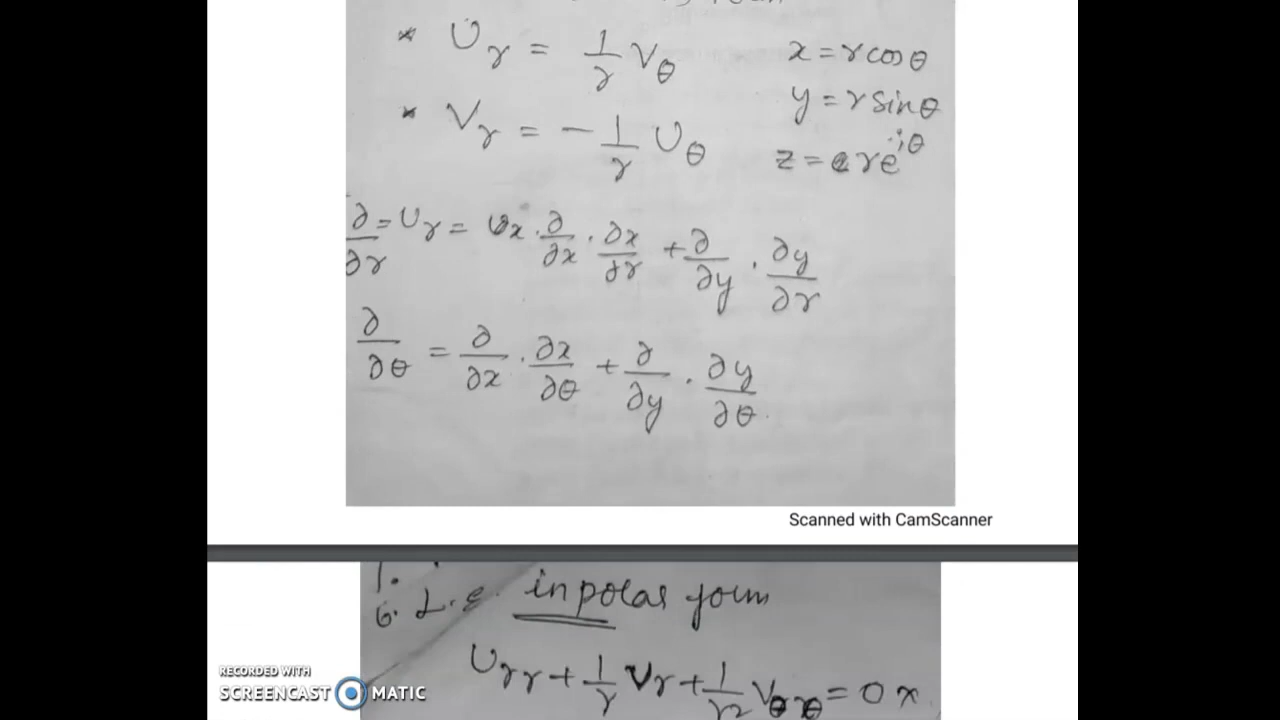 * U_r = 1/r V_θ x = r cos θ
y = r sin θ
* V_r = - 1/r U_θ
z = r e^{iθ}
∂/∂r = U_r = U_x · ∂/∂x · ∂x/∂r + ∂/∂y · ∂y/∂r
∂/∂θ = ∂/∂x · ∂x/∂θ + ∂/∂y · ∂y/∂θ
Scanned with CamScanner
6. L.E. in polar form
U_rr + 1/r V_r + 1/r² V_θθ = 0 x
RECORDED WITH
SCREENCAST MATIC